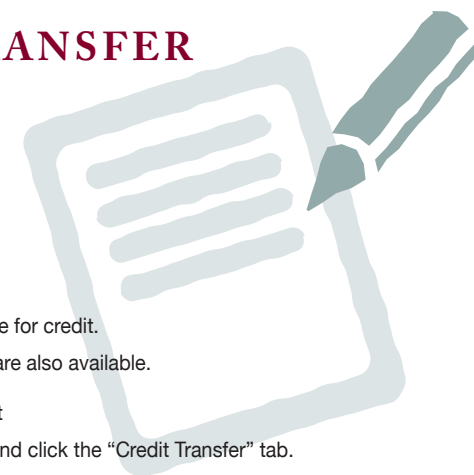 ANSFER
e for credit.
are also available.
t
nd click the “Credit Transfer” tab.